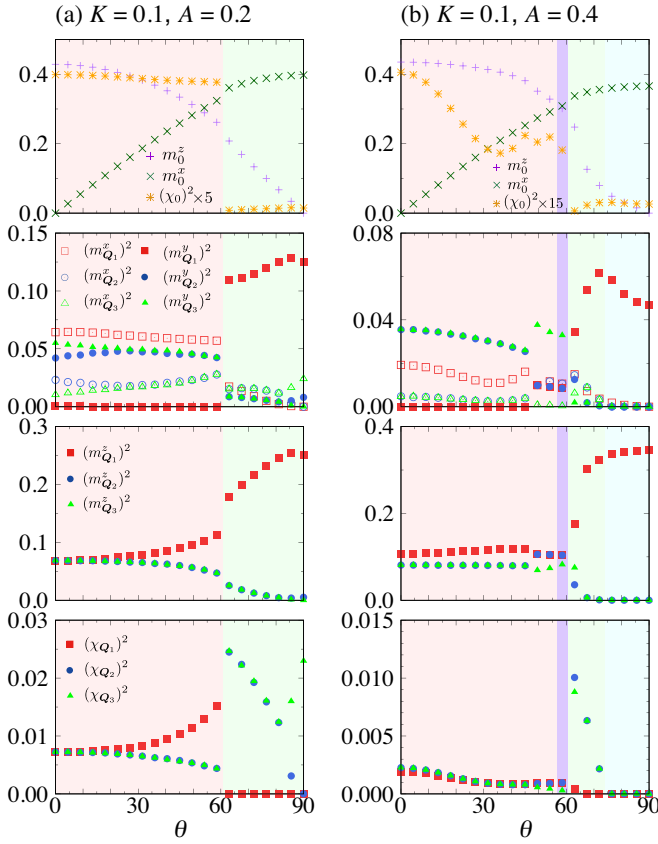 (a) K = 0.1, A = 0.2
0.4
0.2
0.0
m_0^z
m_0^x
(χ_0)^2 ×5
0.15
0.10
0.05
0.00
(m_{Q_1}^x)^2 (m_{Q_1}^y)^2
(m_{Q_2}^x)^2 (m_{Q_2}^y)^2
(m_{Q_3}^x)^2 (m_{Q_3}^y)^2
0.3
0.2
0.1
0.0
(m_{Q_1}^z)^2
(m_{Q_2}^z)^2
(m_{Q_3}^z)^2
0.03
0.02
0.01
0.00
(χ_{Q_1})^2
(χ_{Q_2})^2
(χ_{Q_3})^2
0 30 60 90
θ
(b) K = 0.1, A = 0.4
0.4
0.2
0.0
m_0^z
m_0^x
(χ_0)^2 ×15
0.08
0.04
0.00
0.4
0.2
0.0
0.015
0.010
0.005
0.000
0 30 60 90
θ